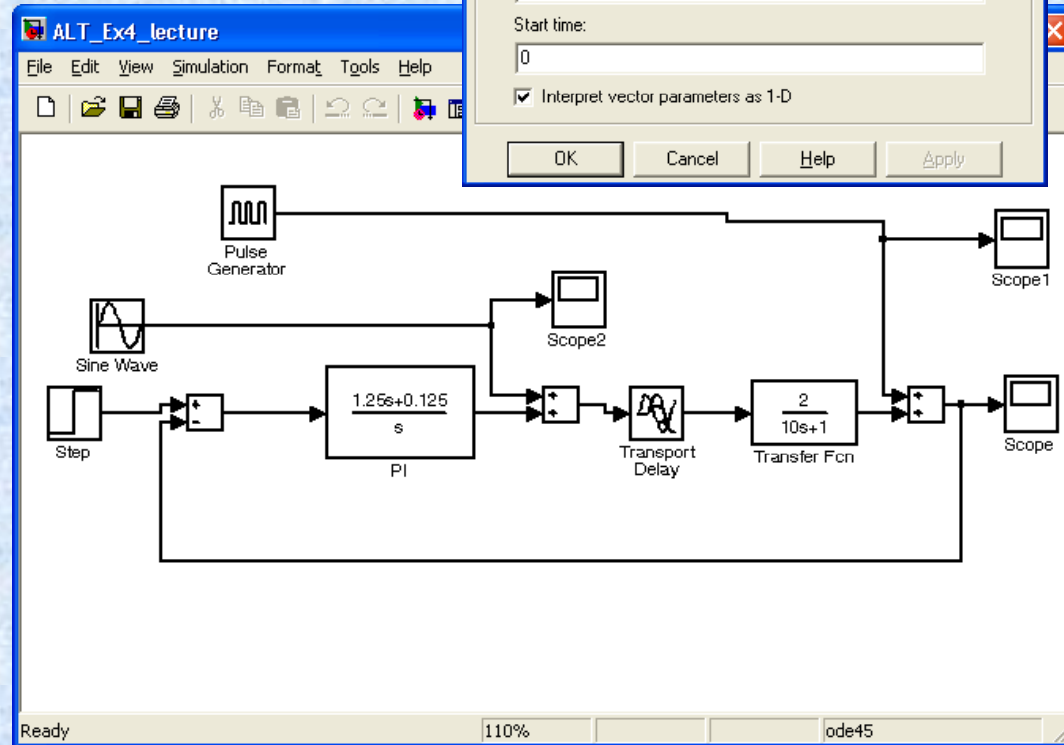 ALT_Ex4_lecture
Start time:
0
Interpret vector parameters as 1-D
OK Cancel Help Apply
File Edit View Simulation Format Tools Help
Pulse
Generator
Scope1
Scope2
Sine Wave
Step
+
-
1.25s+0.125
s
PI
+
+
Transport
Delay
2
10s+1
Transfer Fcn
+
+
Scope
Ready 110% ode45